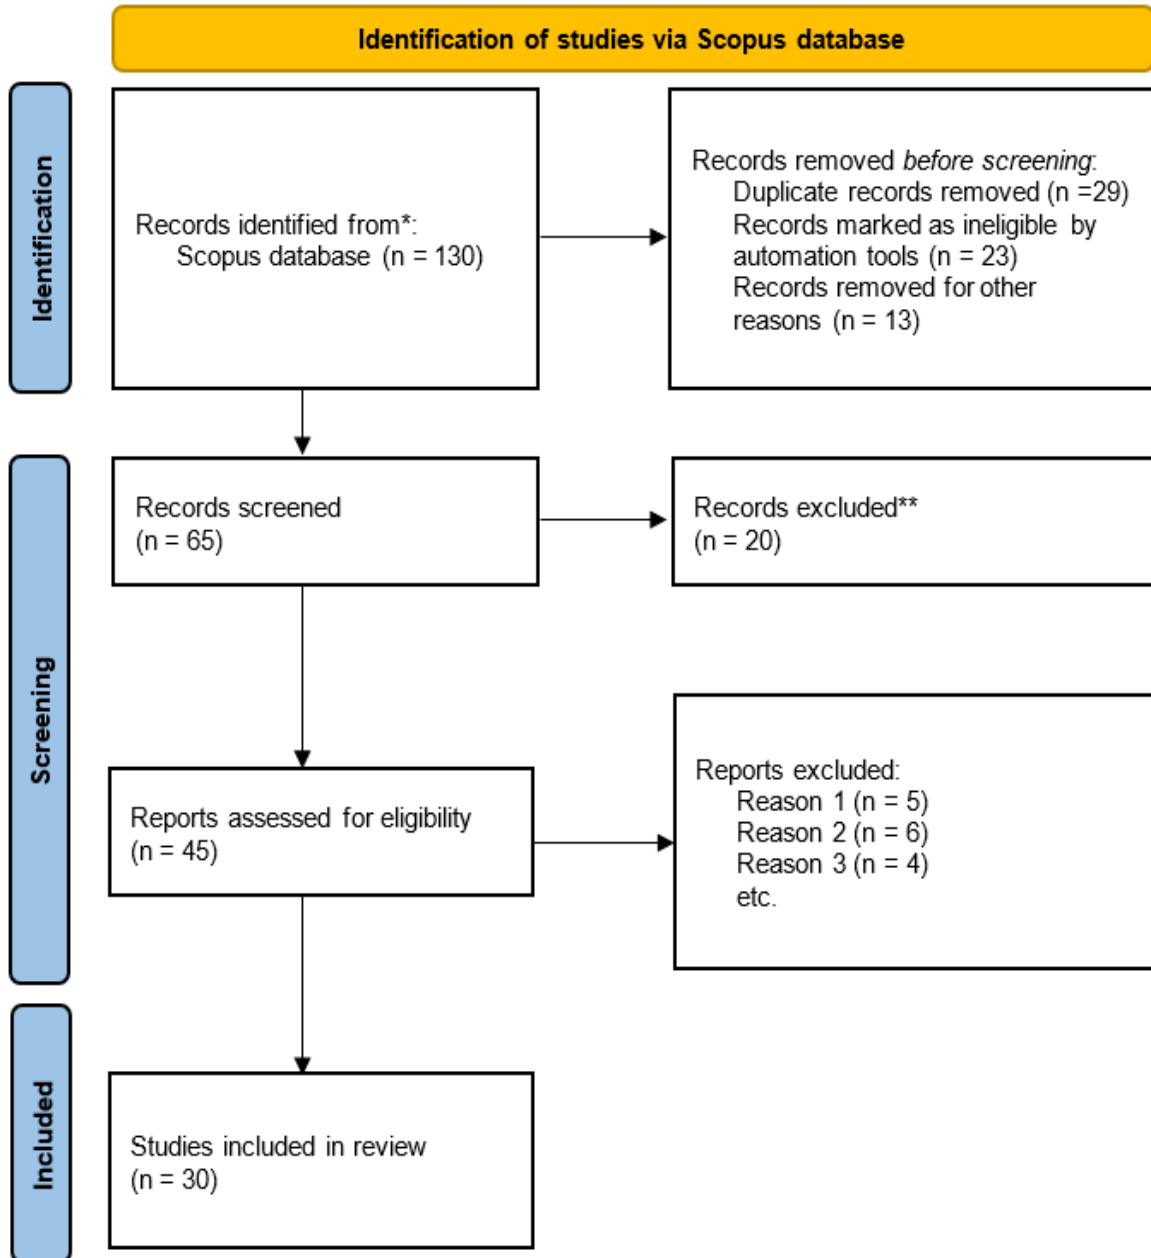 Identification of studies via Scopus database
Identification
Records identified from*:
Scopus database (n = 130)
Records removed before screening:
Duplicate records removed (n =29)
Records marked as ineligible by
automation tools (n = 23)
Records removed for other
reasons (n = 13)
Screening
Records screened
(n = 65)
Records excluded**
(n = 20)
Reports assessed for eligibility
(n = 45)
Reports excluded:
Reason 1 (n = 5)
Reason 2 (n = 6)
Reason 3 (n = 4)
etc.
Included
Studies included in review
(n = 30)